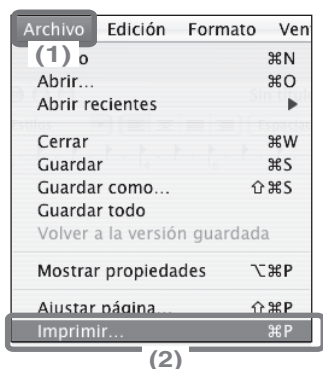 Archivo Edición Formato Ven
(1) o ⌘N
Abrir... ⌘O
Abrir recientes ▶
Cerrar ⌘W
Guardar ⌘S
Guardar como... ⇧⌘S
Guardar todo
Volver a la versión guardada
Mostrar propiedades ⌥⌘P
Ajustar página... ⇧⌘P
Imprimir... ⌘P
(2)